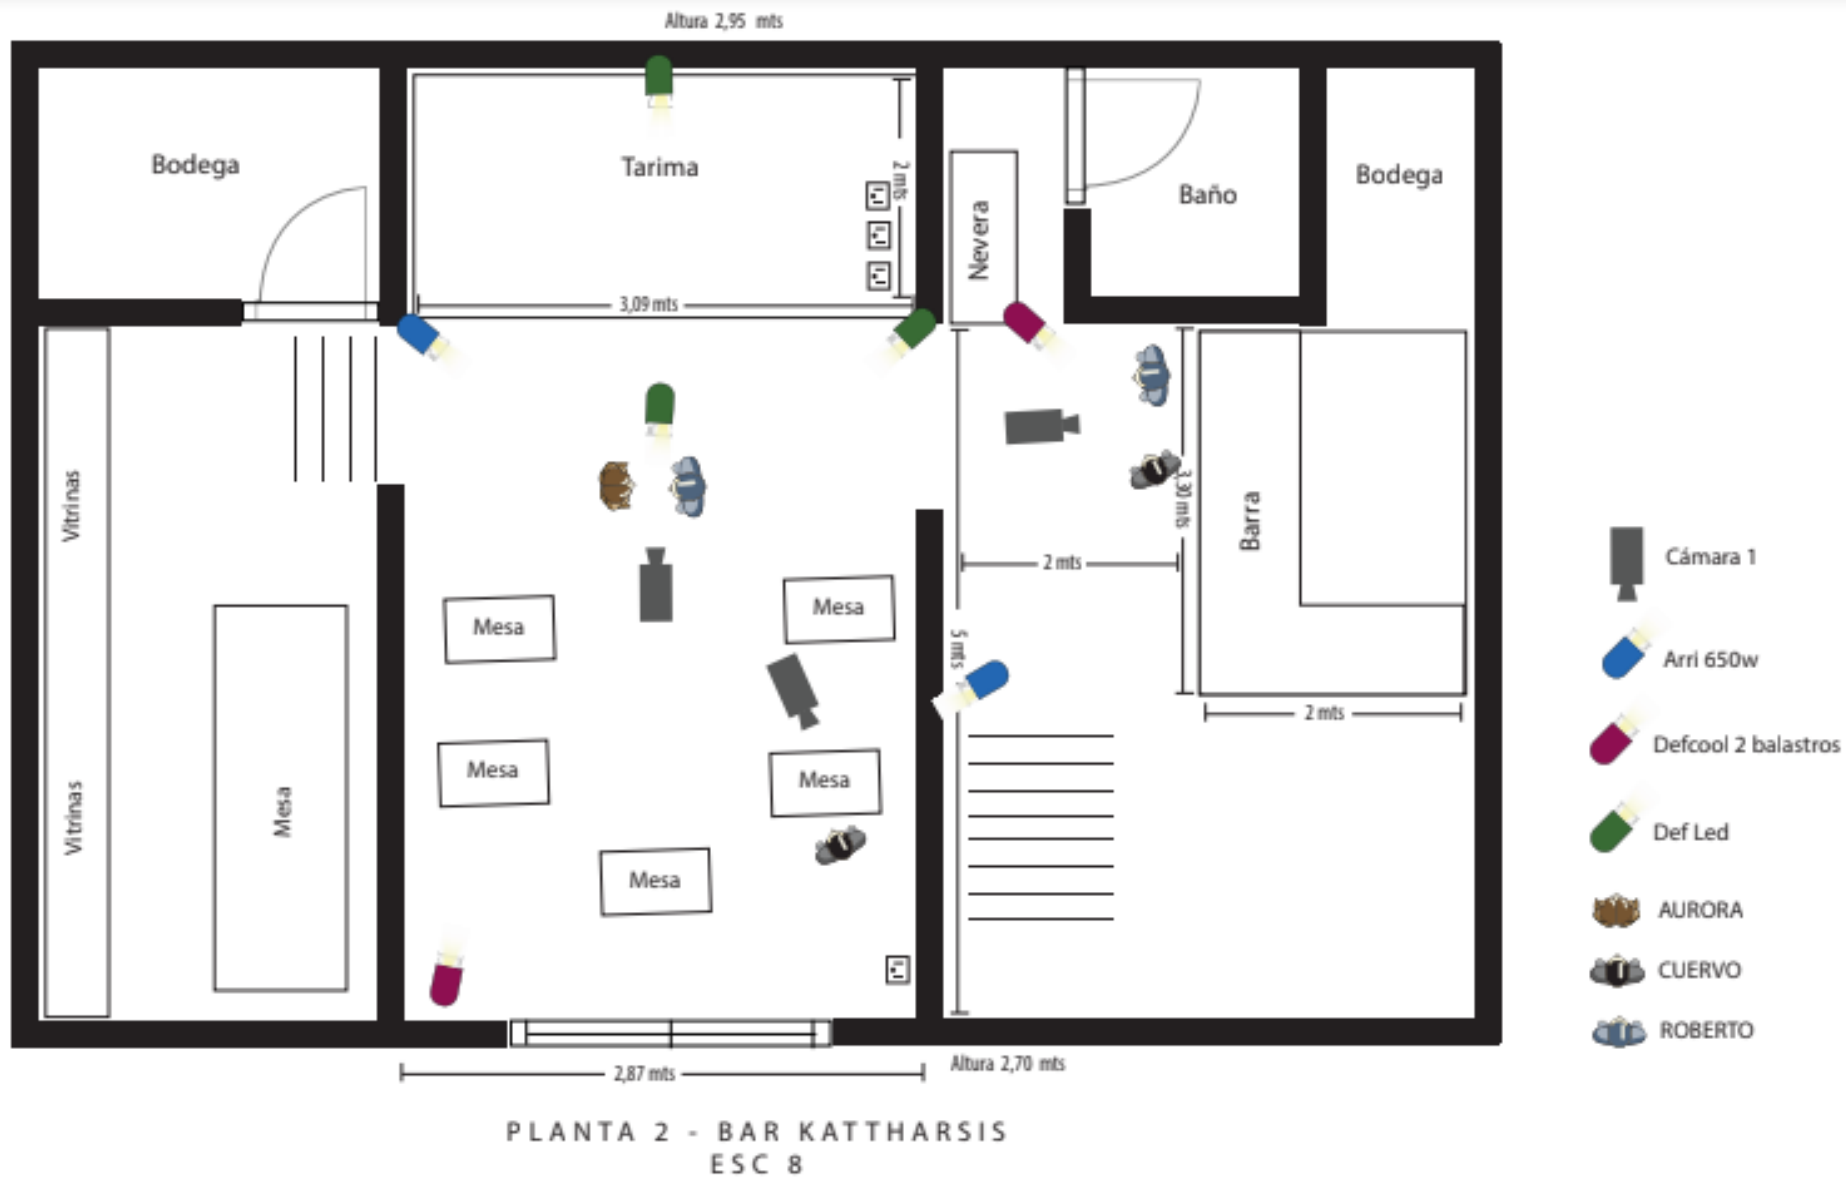 Altura 2,95 mts
Bodega
Tarima
2 mts
3,09 mts
Nevera
Baño
Bodega
Vitrinas
Vitrinas
Mesa
Mesa
Mesa
Mesa
Mesa
Mesa
3,30 mts
Barra
2 mts
5 mts
2 mts
2,87 mts
Altura 2,70 mts
Cámara 1
Arri 650w
Defcool 2 balastros
Def Led
AURORA
CUERVO
ROBERTO
PLANTA 2 - BAR KATTHARSIS
ESC 8